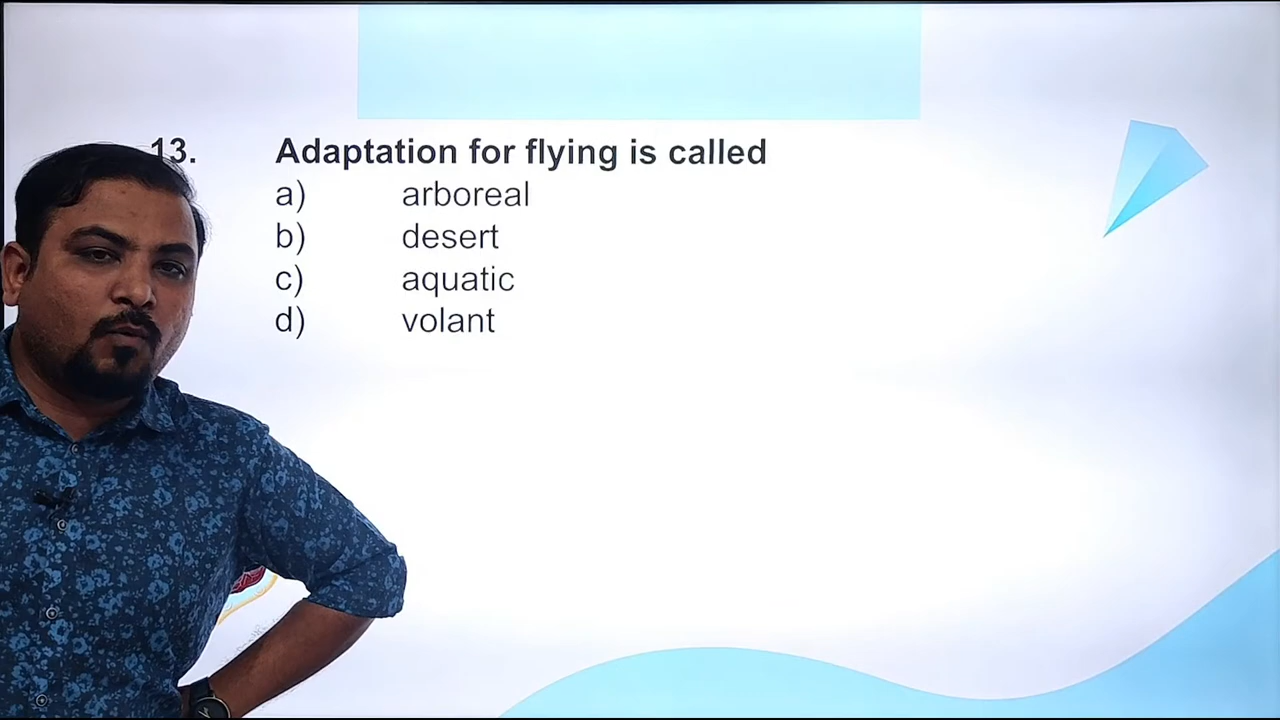 13. Adaptation for flying is called
a) arboreal
b) desert
c) aquatic
d) volant